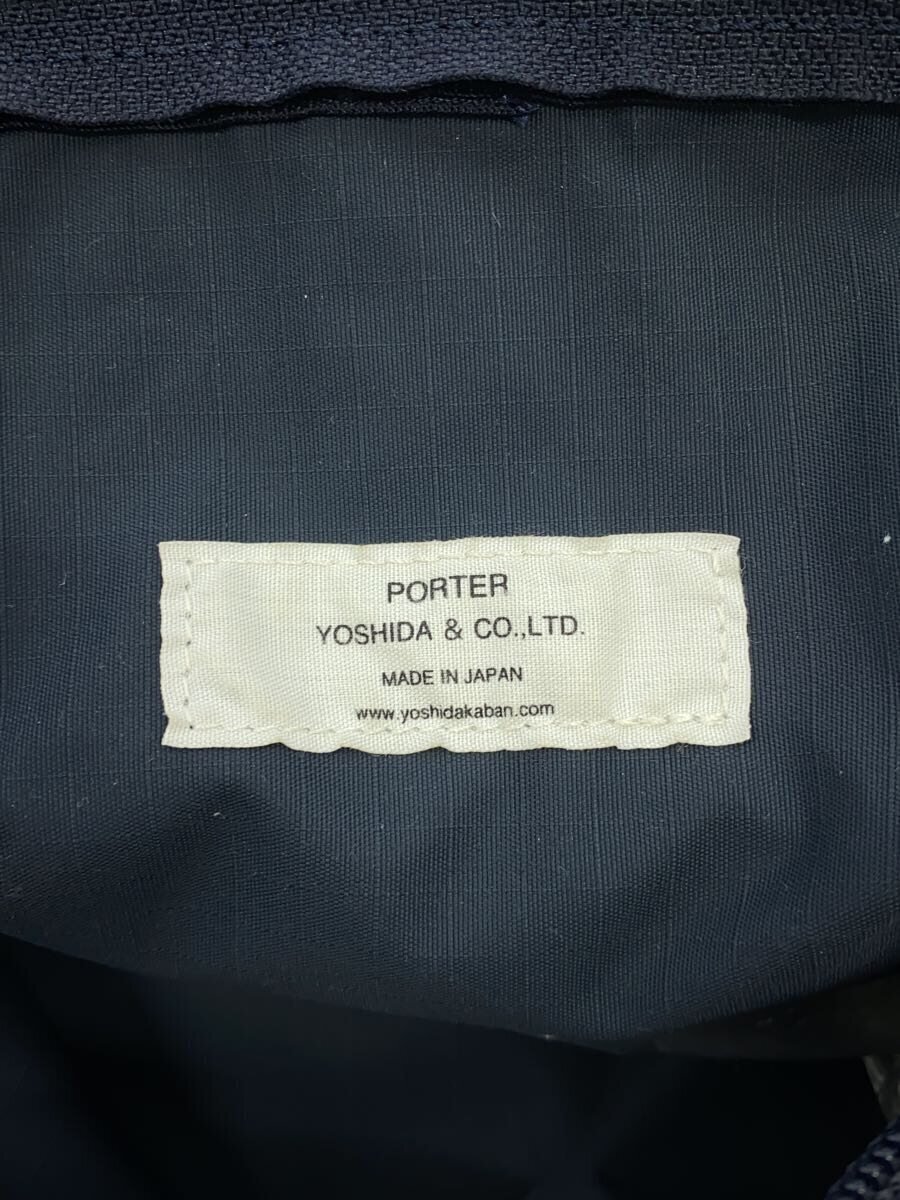 PORTER
YOSHIDA & CO.,LTD.
MADE IN JAPAN
www.yoshidakaban.com